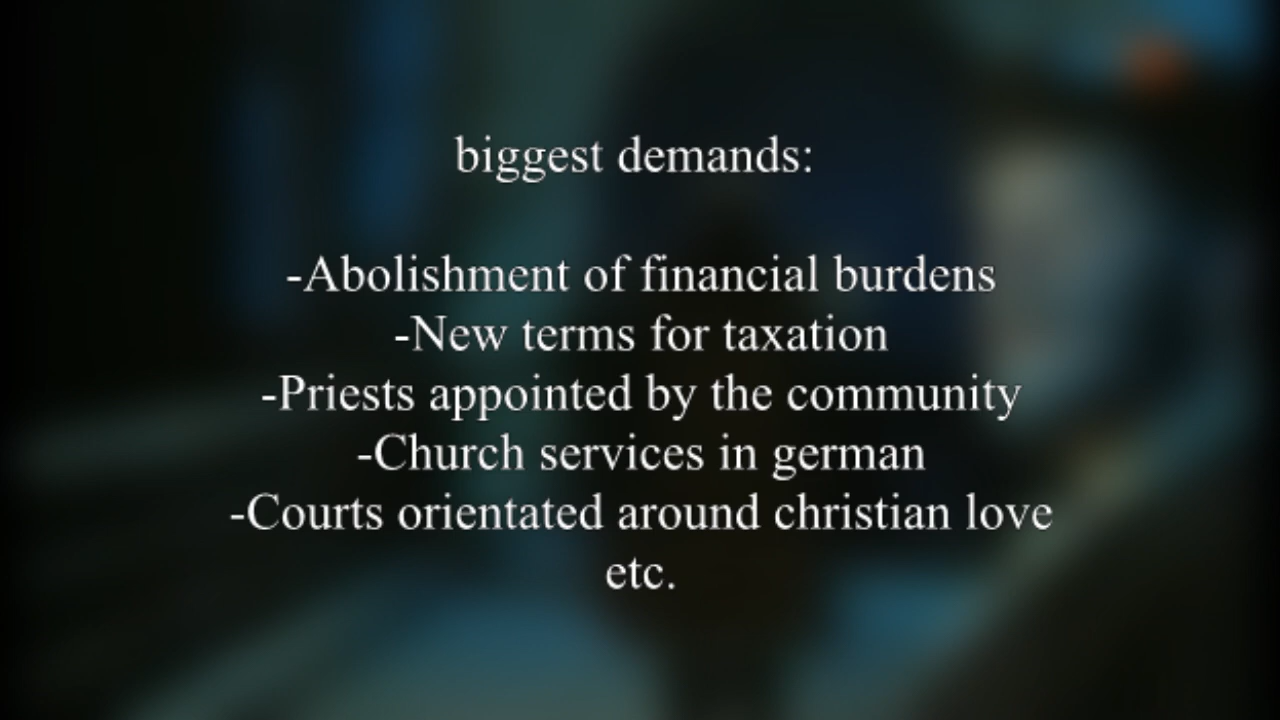 biggest demands:
-Abolishment of financial burdens
-New terms for taxation
-Priests appointed by the community
-Church services in german
-Courts orientated around christian love
etc.